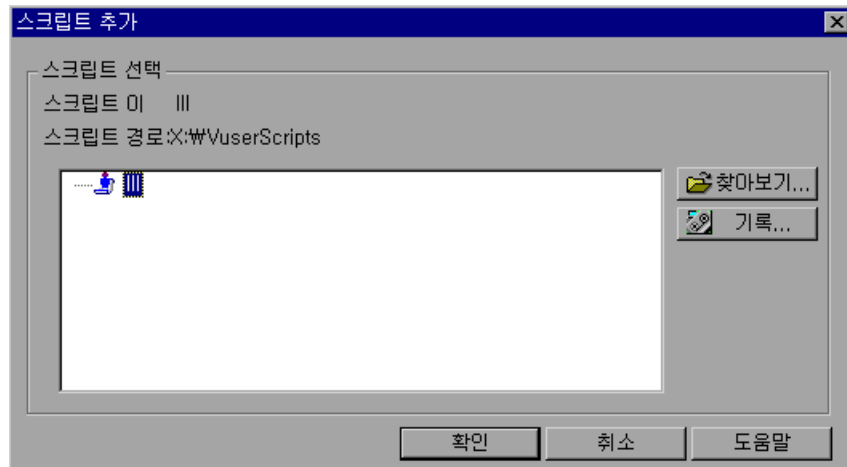 스크립트 추가
스크립트 선택
스크립트 이 lll
스크립트 경로:X:₩VuserScripts
lll
찾아보기...
기록...
확인
취소
도움말